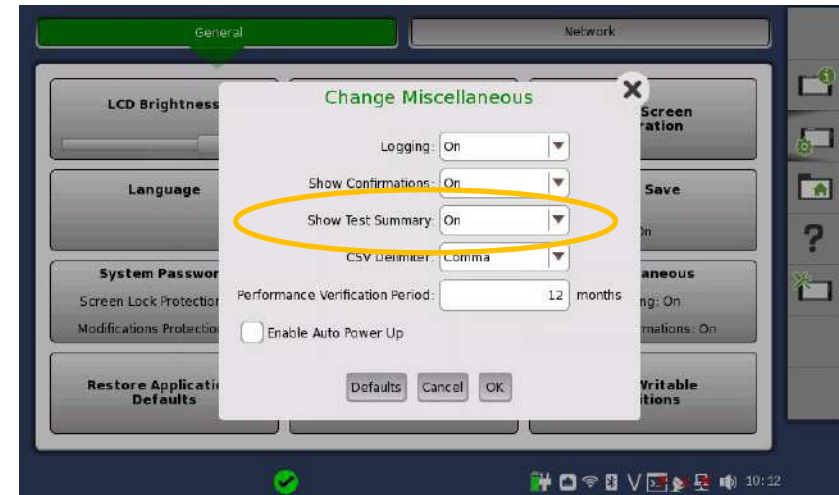 General
Network
LCD Brightness
Screen
ration
Change Miscellaneous
Logging: On
Show Confirmations: On
Show Test Summary: On
CSV Delimiter: Comma
Performance Verification Period: 12 months
Enable Auto Power Up
Defaults Cancel OK
Language
Save
On
System Passwor
Screen Lock Protection
Modifications Protectio
aneous
ng: On
mations: On
Restore Applicati
Defaults
Writable
itions
?
10:12